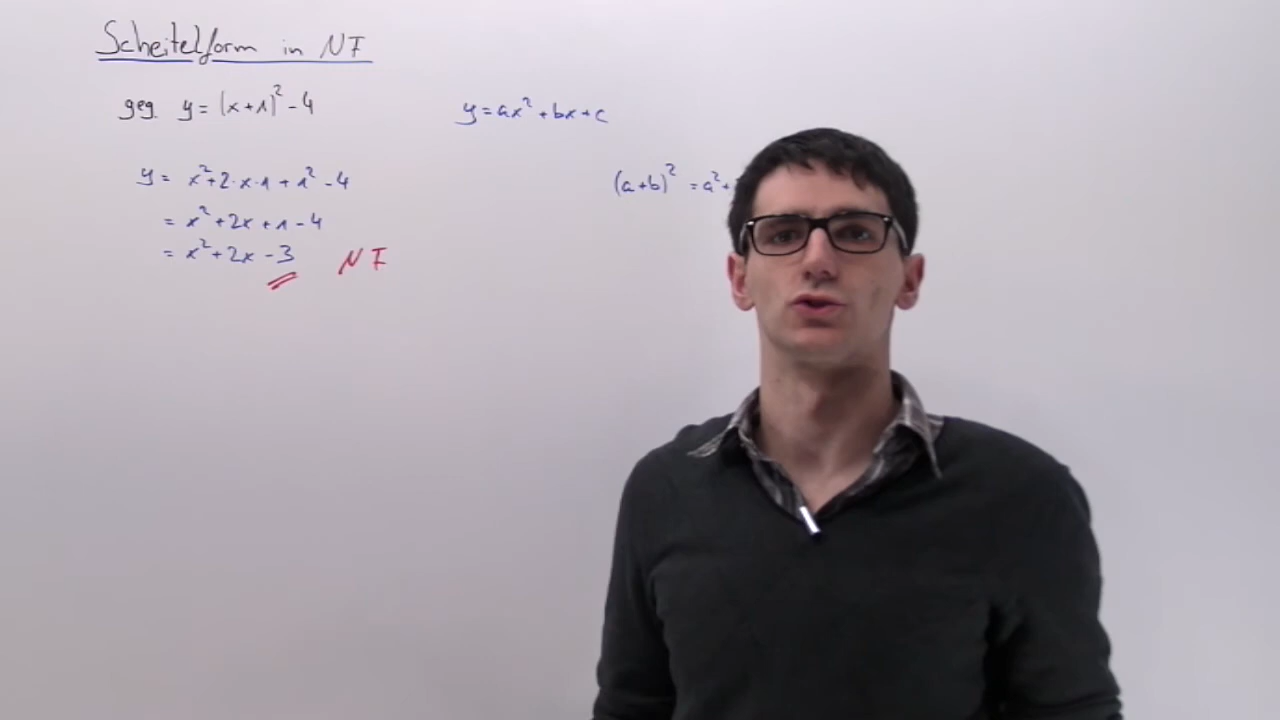 Scheitelform in NF
geg. y = (x+1)² - 4
y = ax² + bx + c
y = x² + 2·x·1 + 1² - 4
(a+b)² = a² +
= x² + 2x + 1 - 4
= x² + 2x - 3 NF